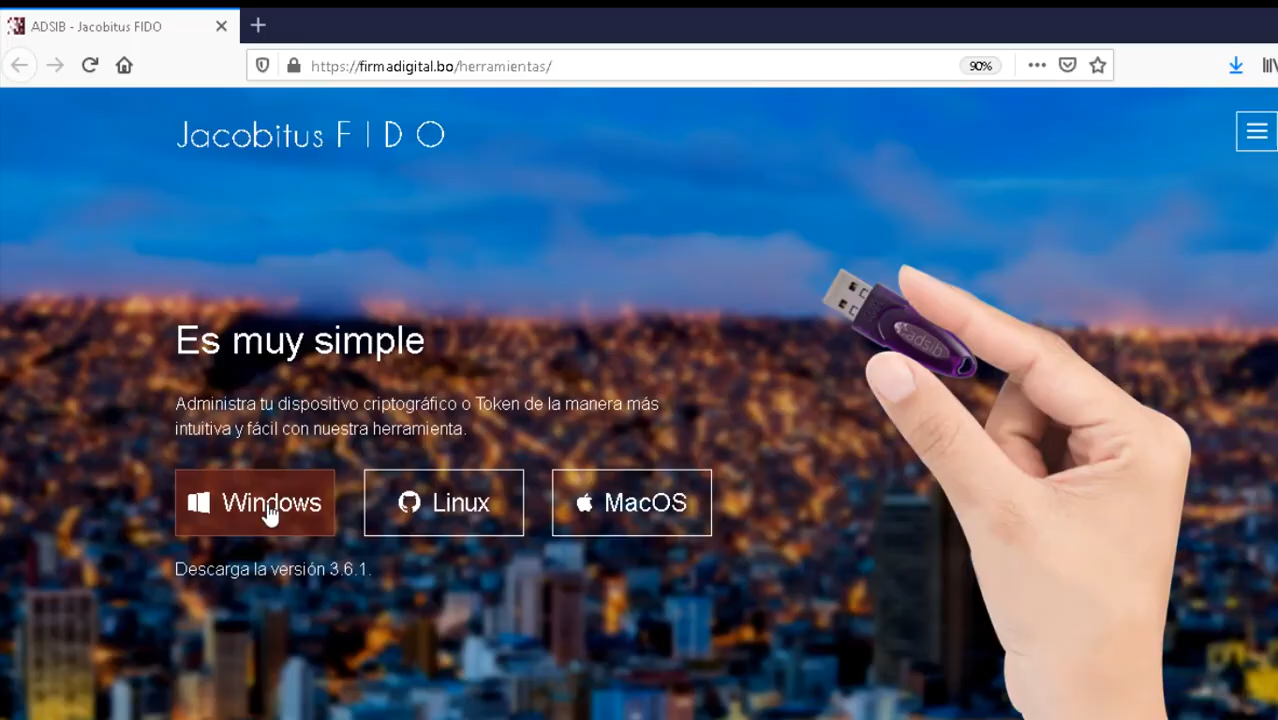 ADSIB - Jacobitus FIDO
https://firmadigital.bo/herramientas/
90%
Jacobitus F I D O
adsib
Es muy simple
Administra tu dispositivo criptográfico o Token de la manera más
intuitiva y fácil con nuestra herramienta.
Windows
Linux
MacOS
Descarga la versión 3.6.1.